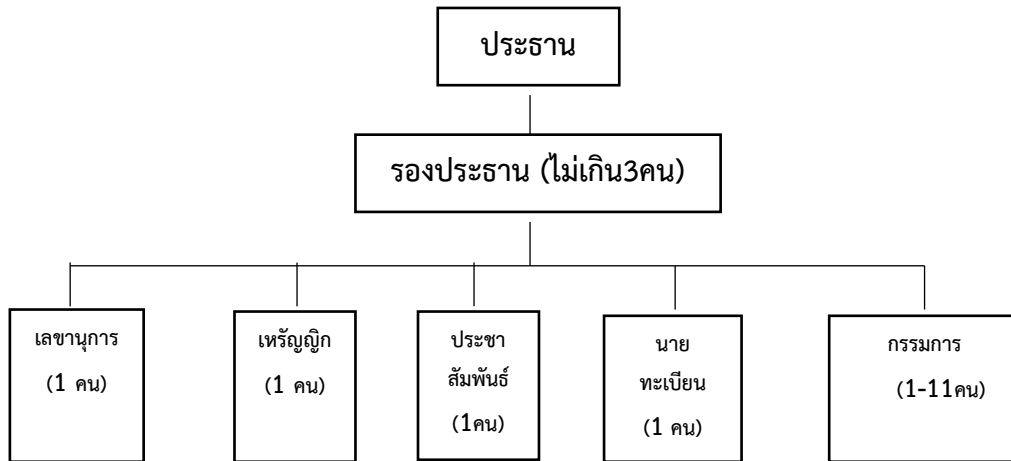 ประธาน
รองประธาน (ไม่เกิน3คน)
เลขานุการ
(1 คน)
เหรัญญิก
(1 คน)
ประชา
สัมพันธ์
(1คน)
นาย
ทะเบียน
(1 คน)
กรรมการ
(1-11คน)